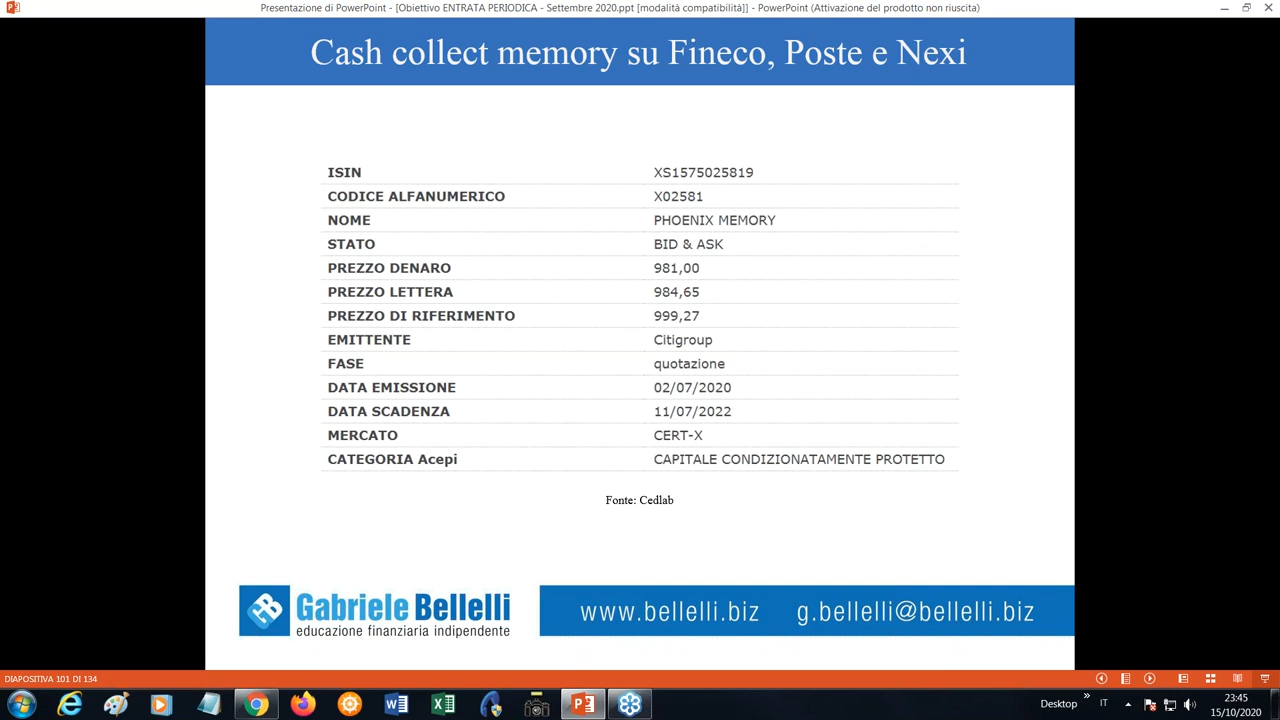 Presentazione di PowerPoint - [Obiettivo ENTRATA PERIODICA - Settembre 2020.ppt [modalità compatibilità]] - PowerPoint (Attivazione del prodotto non riuscita)
Cash collect memory su Fineco, Poste e Nexi
ISIN XS1575025819
CODICE ALFANUMERICO X02581
NOME PHOENIX MEMORY
STATO BID & ASK
PREZZO DENARO 981,00
PREZZO LETTERA 984,65
PREZZO DI RIFERIMENTO 999,27
EMITTENTE Citigroup
FASE quotazione
DATA EMISSIONE 02/07/2020
DATA SCADENZA 11/07/2022
MERCATO CERT-X
CATEGORIA Acepi CAPITALE CONDIZIONATAMENTE PROTETTO
Fonte: Cedlab
Gabriele Bellelli
educazione finanziaria indipendente
www.bellelli.biz g.bellelli@bellelli.biz
DIAPOSITIVA 101 DI 134
Desktop » IT 23:45
15/10/2020